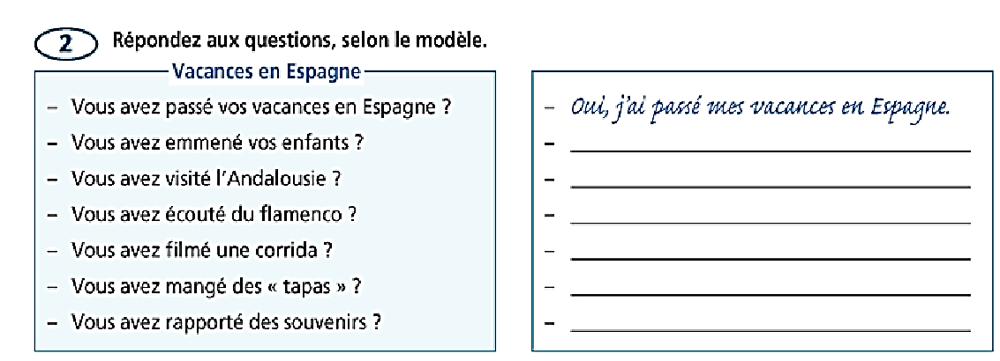 2 Répondez aux questions, selon le modèle.
Vacances en Espagne
– Vous avez passé vos vacances en Espagne ?
– Vous avez emmené vos enfants ?
– Vous avez visité l'Andalousie ?
– Vous avez écouté du flamenco ?
– Vous avez filmé une corrida ?
– Vous avez mangé des « tapas » ?
– Vous avez rapporté des souvenirs ?
– Oui, j'ai passé mes vacances en Espagne.
–
–
–
–
–
–